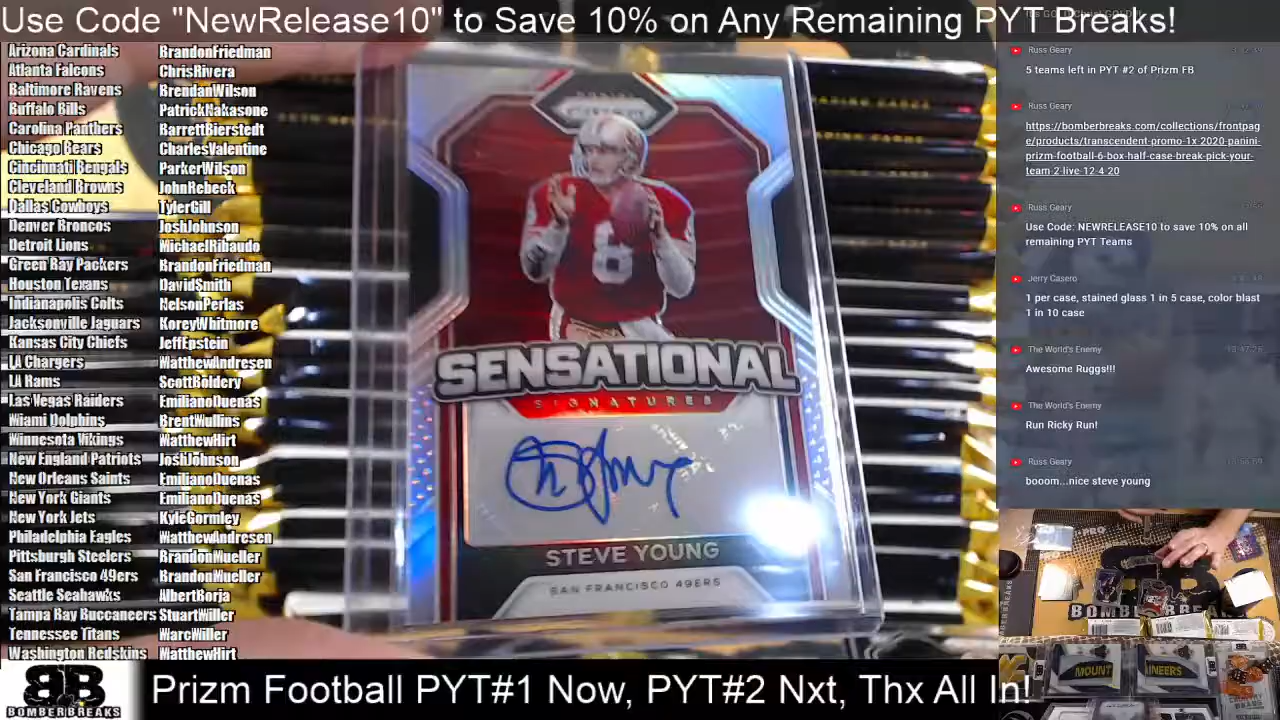 Use Code "NewRelease10" to Save 10% on Any Remaining PYT Breaks!
Arizona Cardinals BrandonFriedman
Atlanta Falcons ChrisRivera
Baltimore Ravens BrendanWilson
Buffalo Bills PatrickNakasone
Carolina Panthers BarrettBierstedt
Chicago Bears CharlesValentine
Cincinnati Bengals ParkerWilson
Cleveland Browns JohnRebeck
Dallas Cowboys TylerGill
Denver Broncos JoshJohnson
Detroit Lions MichaelRibaudo
Green Bay Packers BrandonFriedman
Houston Texans DavidSmith
Indianapolis Colts NelsonPerlas
Jacksonville Jaguars KoreyWhitmore
Kansas City Chiefs JeffEpstein
LA Chargers MatthewAndresen
LA Rams ScottBoldery
Las Vegas Raiders EmilianoDuenas
Miami Dolphins BrentWullins
Minnesota Vikings MatthewHirt
New England Patriots JoshJohnson
New Orleans Saints EmilianoDuenas
New York Giants EmilianoDuenas
New York Jets KyleGormley
Philadelphia Eagles MatthewAndresen
Pittsburgh Steelers BrandonMueller
San Francisco 49ers BrandonMueller
Seattle Seahawks AlbertBorja
Tampa Bay Buccaneers StuartWiller
Tennessee Titans WarcWiller
Washington Redskins MatthewHirt
PRIZM
8
SENSATIONAL
SIGNATURES
STEVE YOUNG
SAN FRANCISCO 49ERS
Russ Geary
5 teams left in PYT #2 of Prizm FB
Russ Geary
https://bomberbreaks.com/collections/frontpag
e/products/transcendent-promo-1x-2020-panini-
prizm-football-6-box-half-case-break-pick-your-
team-2-live-12-4-20
Russ Geary
Use Code: NEWRELEASE10 to save 10% on all
remaining PYT Teams
Jerry Casero
1 per case, stained glass 1 in 5 case, color blast
1 in 10 case
The World's Enemy
Awesome Ruggs!!!
The World's Enemy
Run Ricky Run!
Russ Geary
booom...nice steve young
BOMBERBREAKS
MOUNT
INEERS
BB
BOMBERBREAKS
Prizm Football PYT#1 Now, PYT#2 Nxt, Thx All In!